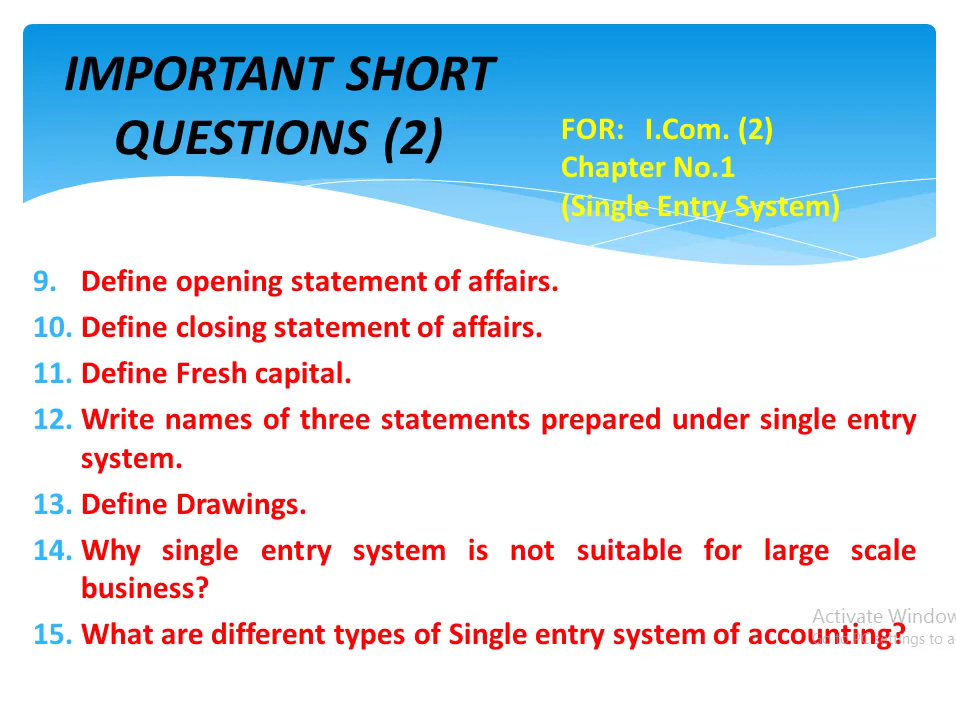 IMPORTANT SHORT
QUESTIONS (2)
FOR: I.Com. (2)
Chapter No.1
(Single Entry System)
9. Define opening statement of affairs.
10. Define closing statement of affairs.
11. Define Fresh capital.
12. Write names of three statements prepared under single entry
system.
13. Define Drawings.
14. Why single entry system is not suitable for large scale
business?
15. What are different types of Single entry system of accounting?
Activate Window